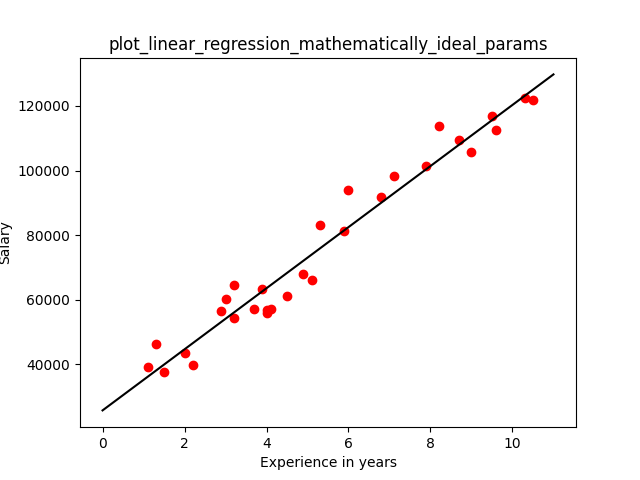 plot_linear_regression_mathematically_ideal_params
120000
100000
80000
60000
40000
Salary
0 2 4 6 8 10
Experience in years